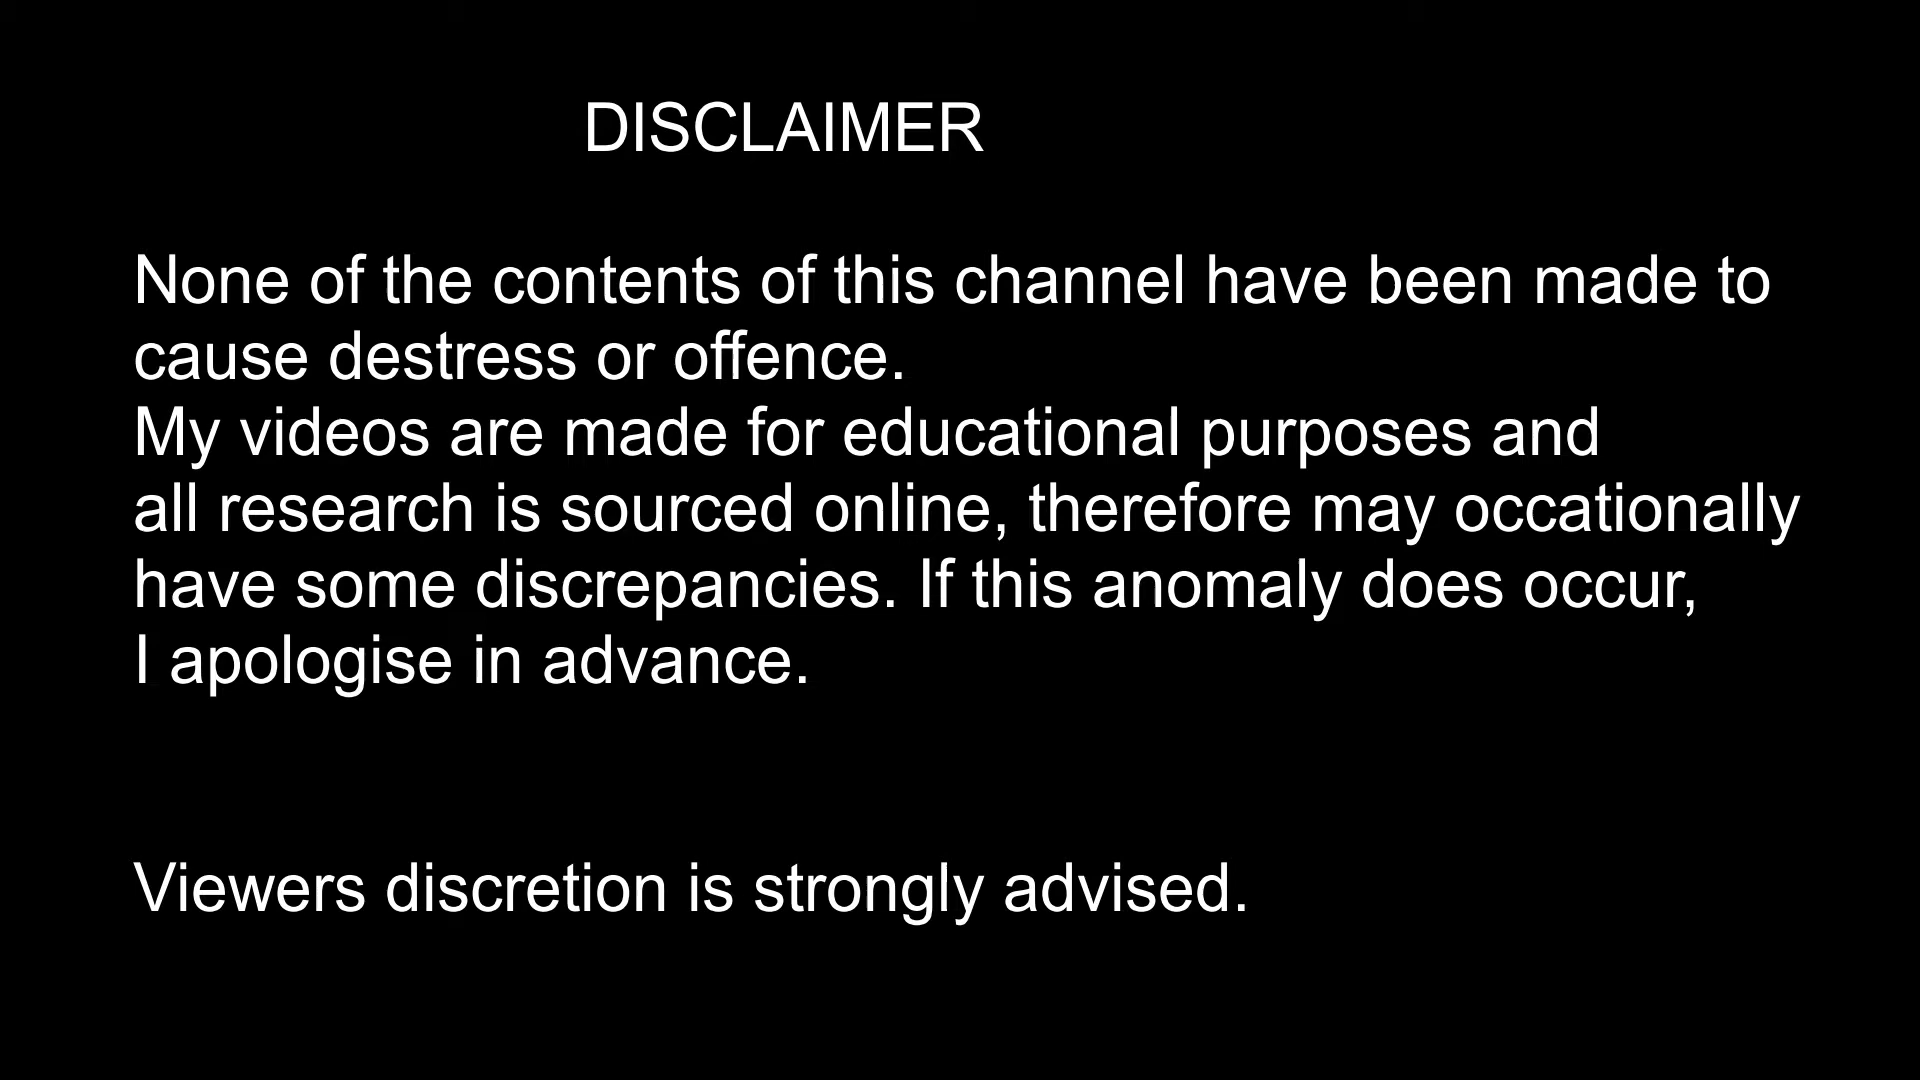 DISCLAIMER
None of the contents of this channel have been made to
cause destress or offence.
My videos are made for educational purposes and
all research is sourced online, therefore may occationally
have some discrepancies. If this anomaly does occur,
I apologise in advance.
Viewers discretion is strongly advised.